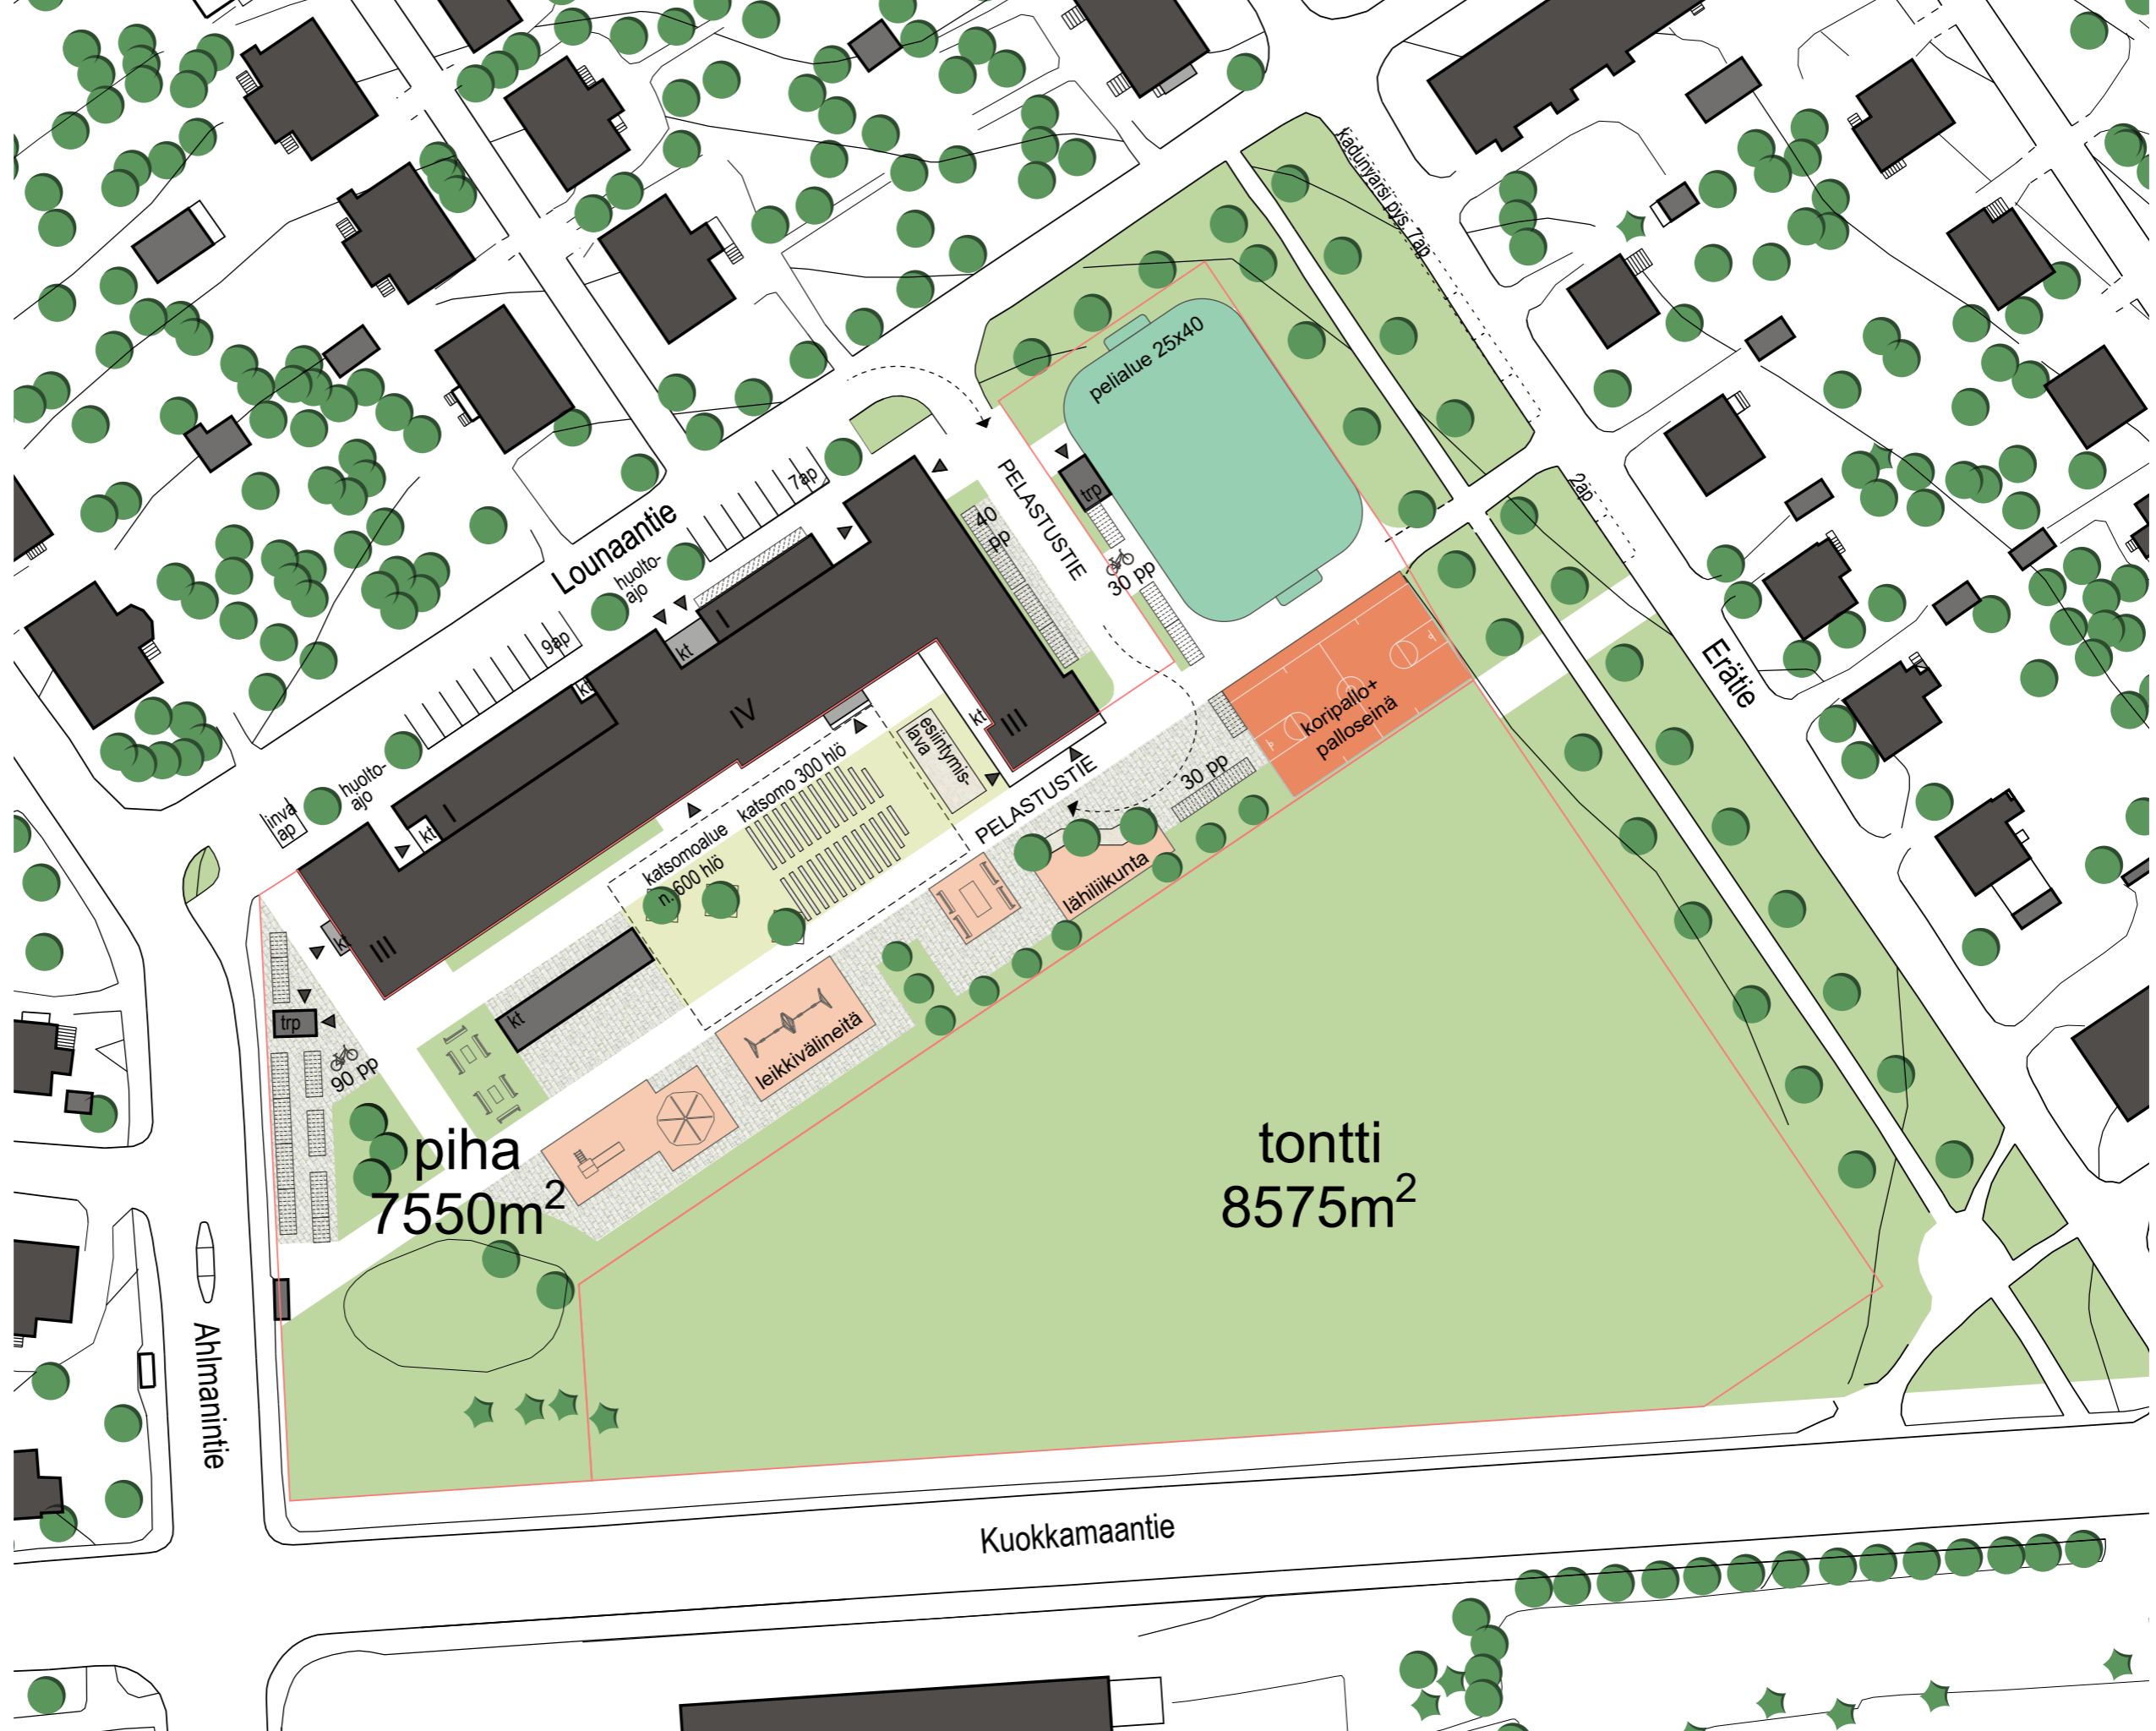 Kadunvarsi pys. 7ap
pelialue 25x40
PELASTUSTIE
trp
7ap
40
pp
2ap
Lounaantie
huolto-
ajo
30 pp
I
kt
9ap
kt
Erätie
IV
kt
III
koripallo+
palloseinä
esiintymis-
lava
katsomo 300 hlö
huolto-
ajo
inva
ap
I
kt
30 pp
PELASTUSTIE
katsomoalue
n. 600 hlö
lähiliikunta
kt
III
trp
kt
90 pp
leikkivälineitä
piha
7550m²
tontti
8575m²
Ahlmanintie
Kuokkamaantie